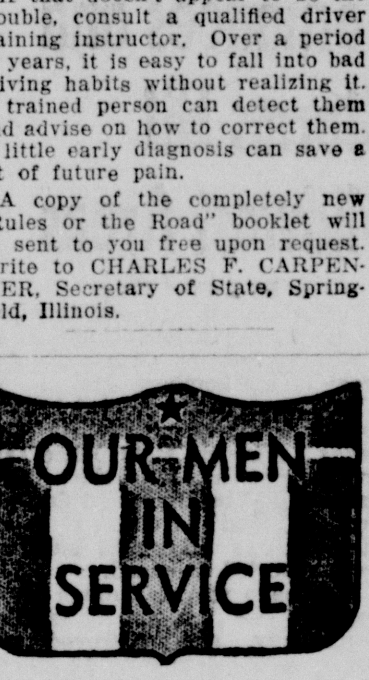 ouble, consult a qualified driver
aining instructor. Over a period
years, it is easy to fall into bad
iving habits without realizing it.
trained person can detect them
d advise on how to correct them.
little early diagnosis can save a
t of future pain.
A copy of the completely new
ules or the Road" booklet will
sent to you free upon request.
rite to CHARLES F. CARPEN-
ER, Secretary of State, Spring-
ld, Illinois.
OUR MEN
IN
SERVICE